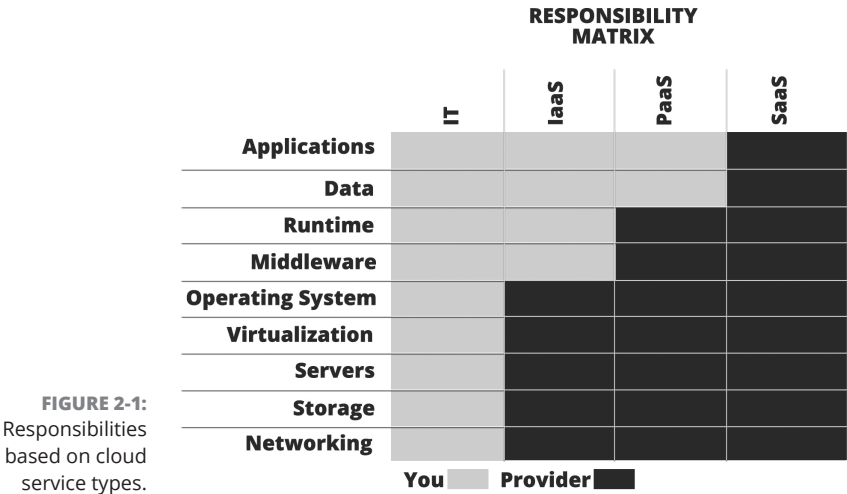 RESPONSIBILITY
MATRIX
IT
IaaS
PaaS
SaaS
Applications
Data
Runtime
Middleware
Operating System
Virtualization
Servers
Storage
Networking
You
Provider
FIGURE 2-1:
Responsibilities
based on cloud
service types.